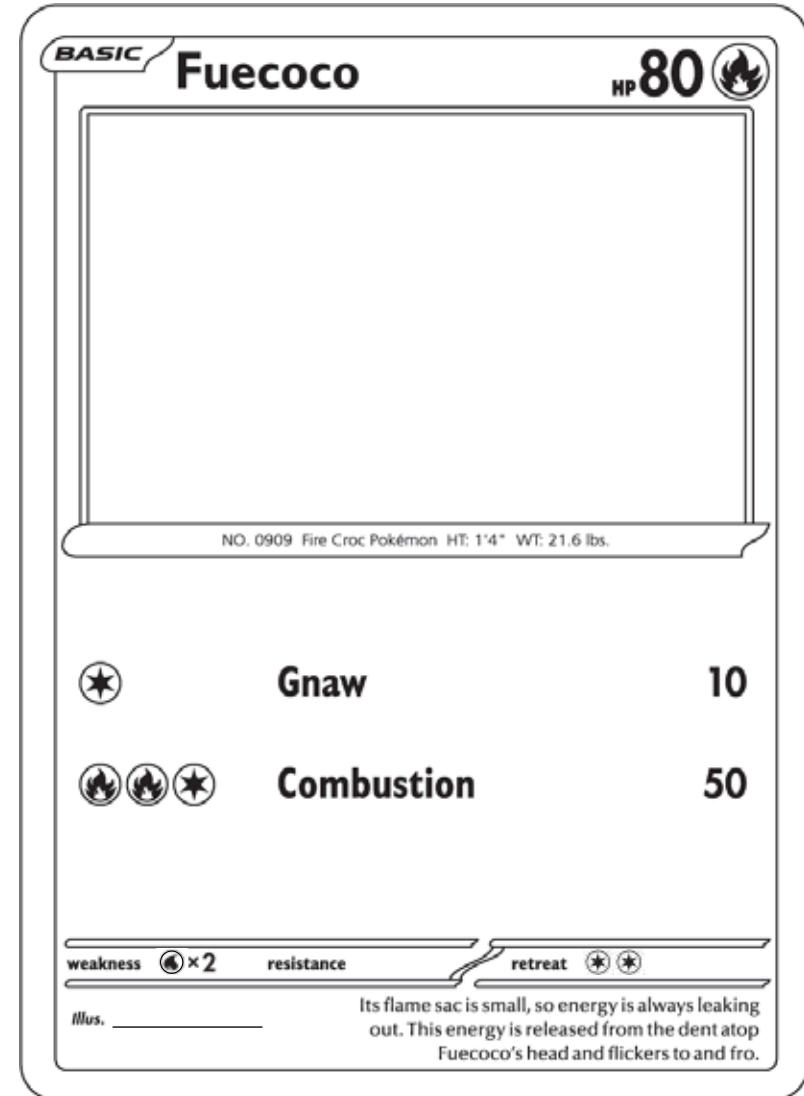 BASIC
Fuecoco
HP 80
NO. 0909 Fire Croc Pokémon HT: 1'4" WT: 21.6 lbs.
Gnaw 10
Combustion 50
weakness ×2 resistance retreat
Illus.
Its flame sac is small, so energy is always leaking
out. This energy is released from the dent atop
Fuecoco's head and flickers to and fro.